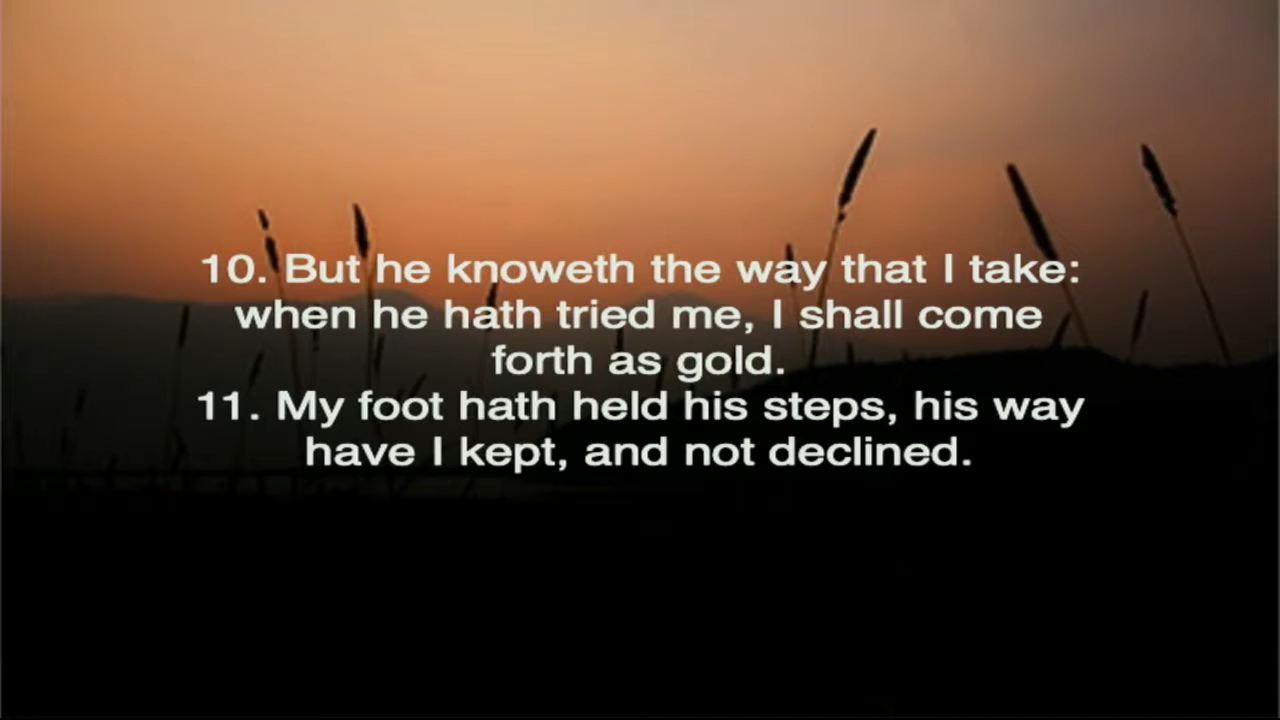 10. But he knoweth the way that I take:
when he hath tried me, I shall come
forth as gold.
11. My foot hath held his steps, his way
have I kept, and not declined.